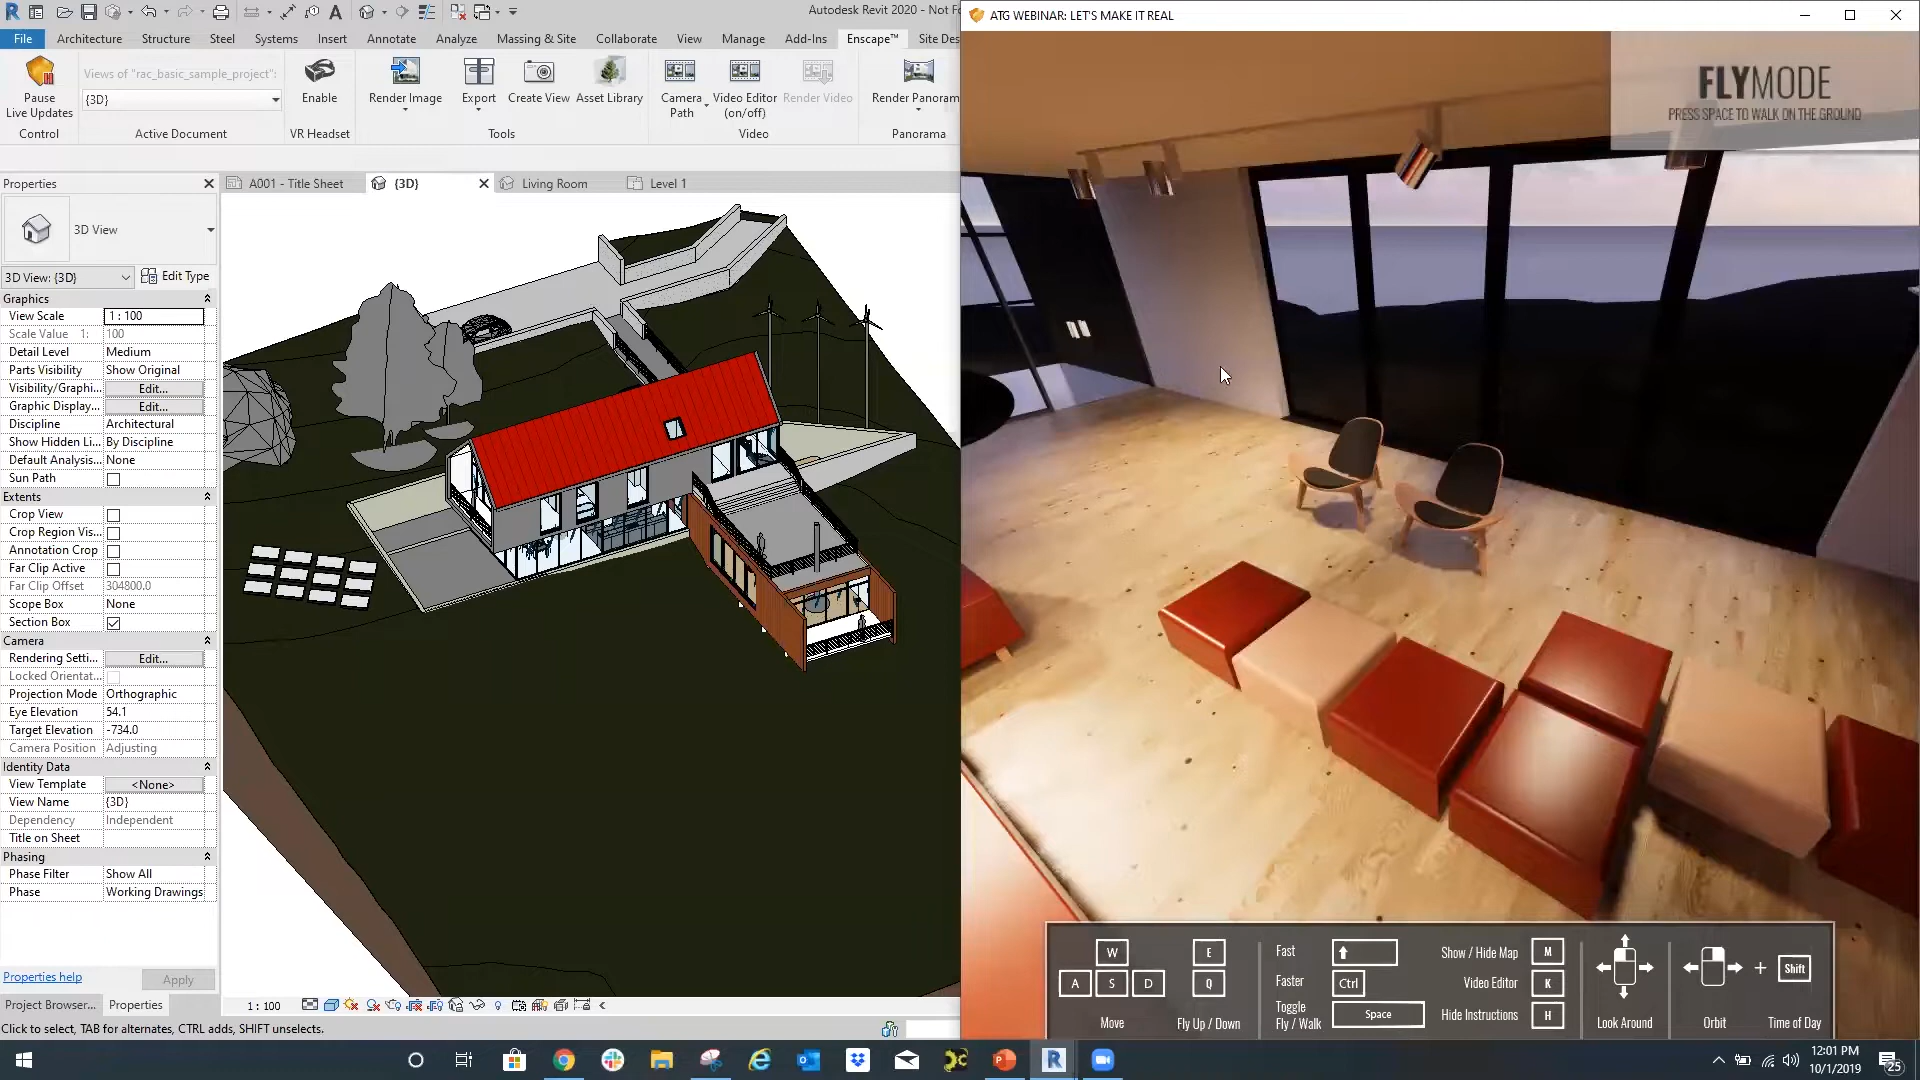 Autodesk Revit 2020 - Not Fo
File
Architecture
Structure
Steel
Systems
Insert
Annotate
Analyze
Massing & Site
Collaborate
View
Manage
Add-Ins
Enscape™
Site Des
Pause
Live Updates
Control
Views of "rac_basic_sample_project":
{3D}
Active Document
Enable
VR Headset
Render Image
Export
Create View
Asset Library
Tools
Camera
Path
Video Editor
(on/off)
Render Video
Video
Render Panoram
Panorama
Properties
A001 - Title Sheet
{3D}
Living Room
Level 1
3D View
3D View: {3D}
Edit Type
Graphics
View Scale 1 : 100
Scale Value 1: 100
Detail Level Medium
Parts Visibility Show Original
Visibility/Graphi... Edit...
Graphic Display... Edit...
Discipline Architectural
Show Hidden Li... By Discipline
Default Analysis... None
Sun Path
Extents
Crop View
Crop Region Vis...
Annotation Crop
Far Clip Active
Far Clip Offset 304800.0
Scope Box None
Section Box
Camera
Rendering Setti... Edit...
Locked Orientat...
Projection Mode Orthographic
Eye Elevation 54.1
Target Elevation -734.0
Camera Position Adjusting
Identity Data
View Template <None>
View Name {3D}
Dependency Independent
Title on Sheet
Phasing
Phase Filter Show All
Phase Working Drawings
Properties help
Apply
Project Browser...
Properties
1 : 100
Click to select, TAB for alternates, CTRL adds, SHIFT unselects.
ATG WEBINAR: LET'S MAKE IT REAL
FLYMODE
PRESS SPACE TO WALK ON THE GROUND
W
A
S
D
Move
E
Q
Fly Up / Down
Fast
Faster
Ctrl
Toggle
Fly / Walk
Space
Show / Hide Map
M
Video Editor
K
Hide Instructions
H
Look Around
Orbit
+
Shift
Time of Day
12:01 PM
10/1/2019
25